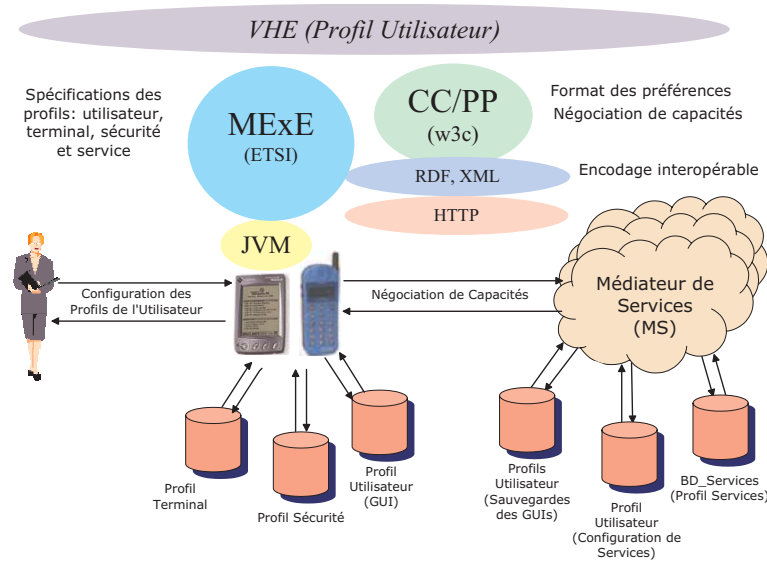 VHE (Profil Utilisateur)
Spécifications des
profils: utilisateur,
terminal, sécurité
et service
MExE
(ETSI)
CC/PP
(w3c)
Format des préférences
Négociation de capacités
RDF, XML
Encodage interopérable
HTTP
JVM
Configuration des
Profils de l'Utilisateur
Négociation de Capacités
Médiateur de
Services
(MS)
Profil
Terminal
Profil Sécurité
Profil
Utilisateur
(GUI)
Profils
Utilisateur
(Sauvegardes
des GUIs)
Profil
Utilisateur
(Configuration de
Services)
BD_Services
(Profil Services)